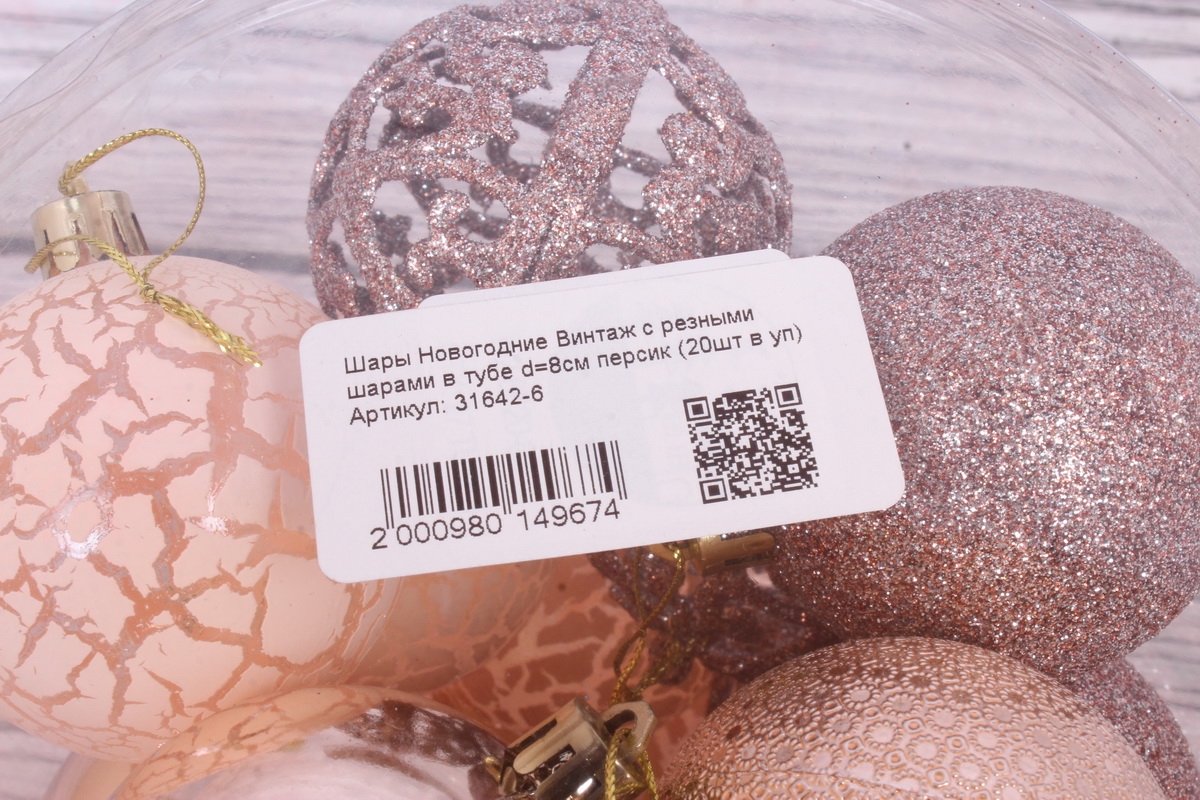 Шары Новогодние Винтаж с резными
шарами в тубе d=8см персик (20шт в уп)
Артикул: 31642-6
2 000980 149674